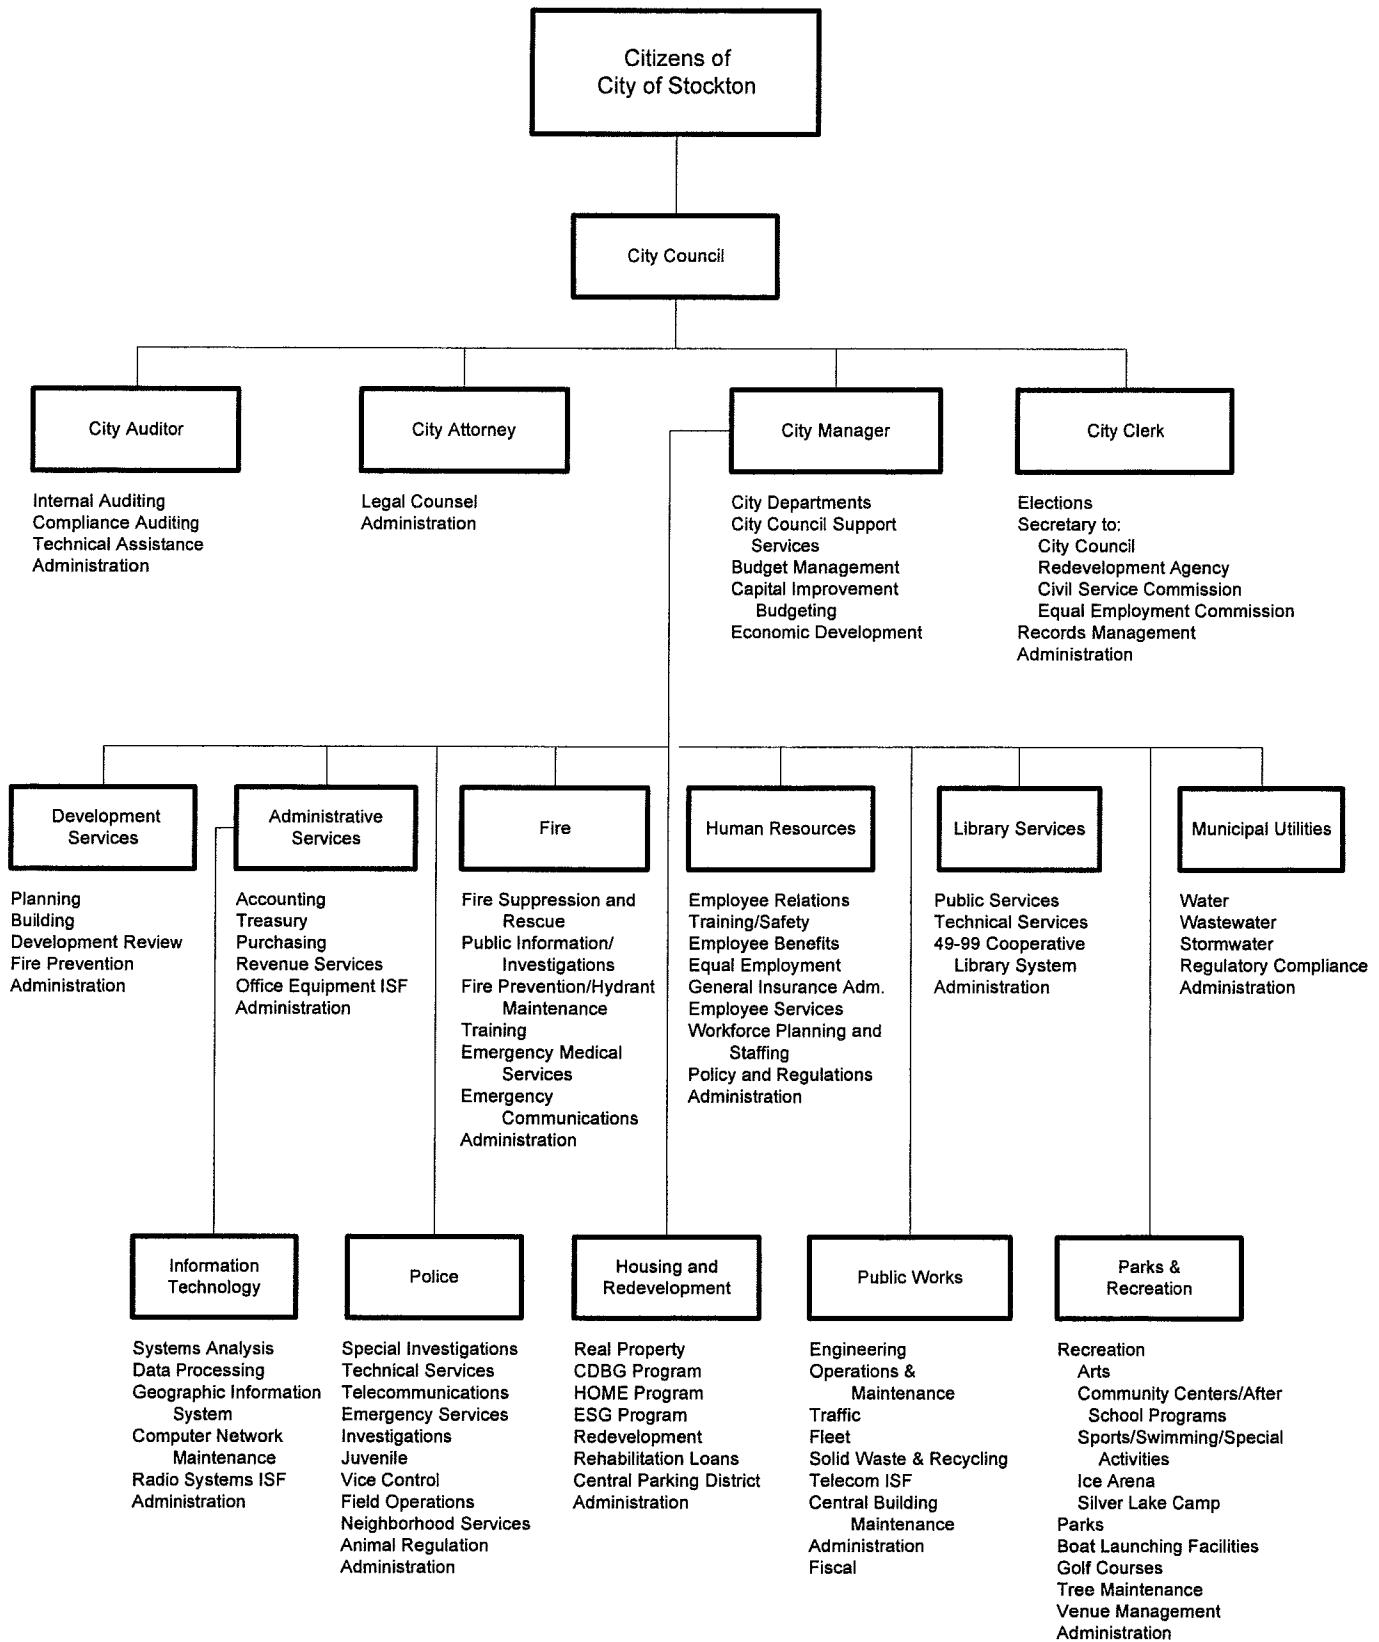 Citizens of
City of Stockton
City Council
City Auditor
Internal Auditing
Compliance Auditing
Technical Assistance
Administration
City Attorney
Legal Counsel
Administration
City Manager
City Departments
City Council Support
Services
Budget Management
Capital Improvement
Budgeting
Economic Development
City Clerk
Elections
Secretary to:
City Council
Redevelopment Agency
Civil Service Commission
Equal Employment Commission
Records Management
Administration
Development
Services
Planning
Building
Development Review
Fire Prevention
Administration
Administrative
Services
Accounting
Treasury
Purchasing
Revenue Services
Office Equipment ISF
Administration
Fire
Fire Suppression and
Rescue
Public Information/
Investigations
Fire Prevention/Hydrant
Maintenance
Training
Emergency Medical
Services
Emergency
Communications
Administration
Human Resources
Employee Relations
Training/Safety
Employee Benefits
Equal Employment
General Insurance Adm.
Employee Services
Workforce Planning and
Staffing
Policy and Regulations
Administration
Library Services
Public Services
Technical Services
49-99 Cooperative
Library System
Administration
Municipal Utilities
Water
Wastewater
Stormwater
Regulatory Compliance
Administration
Information
Technology
Systems Analysis
Data Processing
Geographic Information
System
Computer Network
Maintenance
Radio Systems ISF
Administration
Police
Special Investigations
Technical Services
Telecommunications
Emergency Services
Investigations
Juvenile
Vice Control
Field Operations
Neighborhood Services
Animal Regulation
Administration
Housing and
Redevelopment
Real Property
CDBG Program
HOME Program
ESG Program
Redevelopment
Rehabilitation Loans
Central Parking District
Administration
Public Works
Engineering
Operations &
Maintenance
Traffic
Fleet
Solid Waste & Recycling
Telecom ISF
Central Building
Maintenance
Administration
Fiscal
Parks &
Recreation
Recreation
Arts
Community Centers/After
School Programs
Sports/Swimming/Special
Activities
Ice Arena
Silver Lake Camp
Parks
Boat Launching Facilities
Golf Courses
Tree Maintenance
Venue Management
Administration